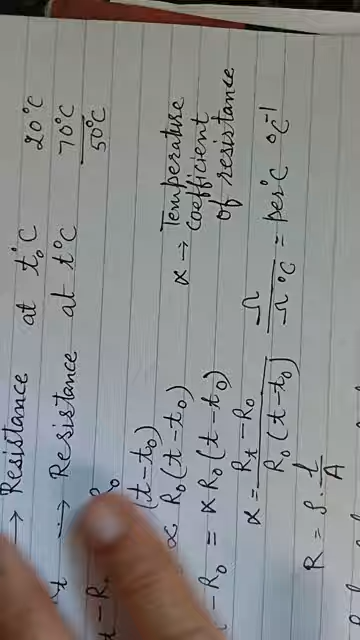 → Resistance at t₀°C 20°C
→ Resistance at t°C 70°C
50°C
(t-t₀)
∝ R₀(t-t₀)
- R₀ = ∝ R₀(t-t₀)
∝ → Temperature
coefficient
of resistance
∝ = Rt - R₀ / R₀(t-t₀) Ω / Ω °C = per°C °C⁻¹
R = ρ · l / A